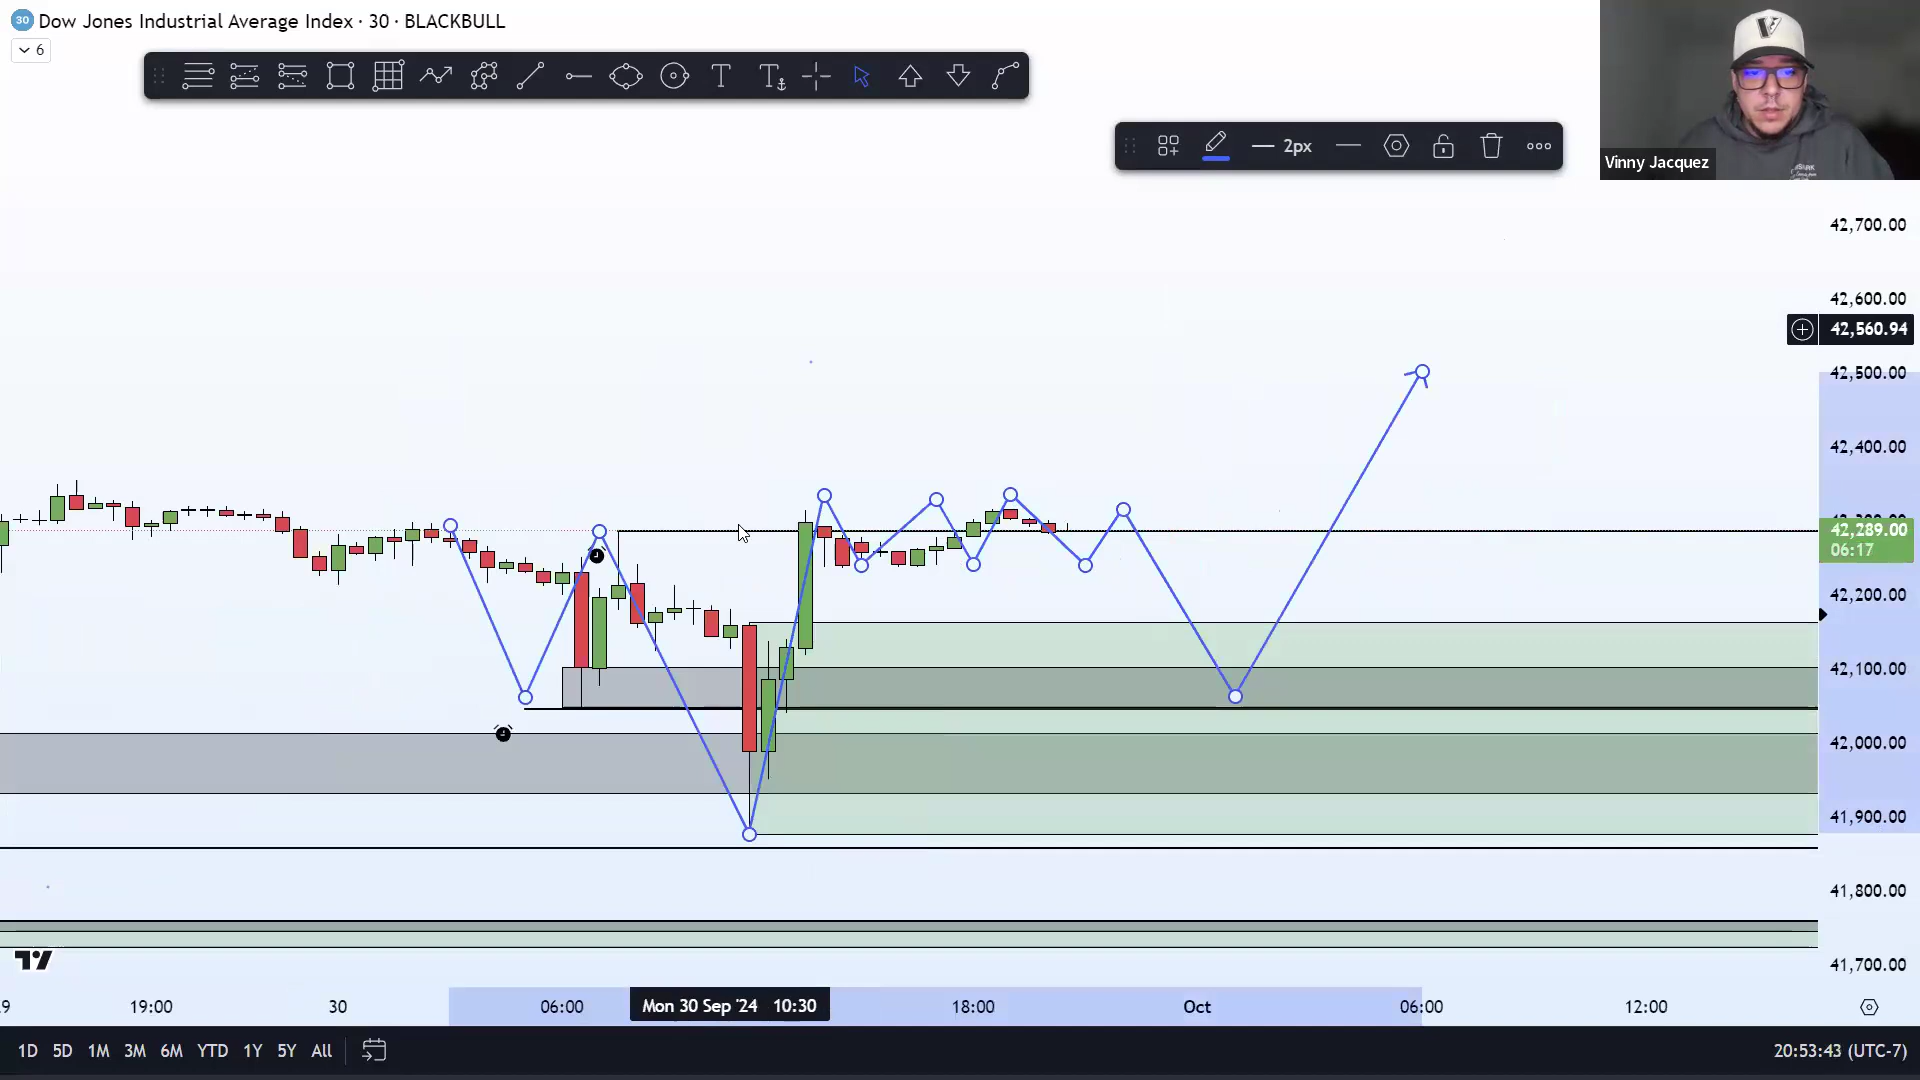 30 Dow Jones Industrial Average Index · 30 · BLACKBULL
6
2px
Vinny Jacquez
42,700.00
42,600.00
42,560.94
42,500.00
42,400.00
42,289.00
06:17
42,200.00
42,100.00
42,000.00
41,900.00
41,800.00
41,700.00
9 19:00 30 06:00 Mon 30 Sep '24 10:30 18:00 Oct 06:00 12:00
1D 5D 1M 3M 6M YTD 1Y 5Y All 20:53:43 (UTC-7)